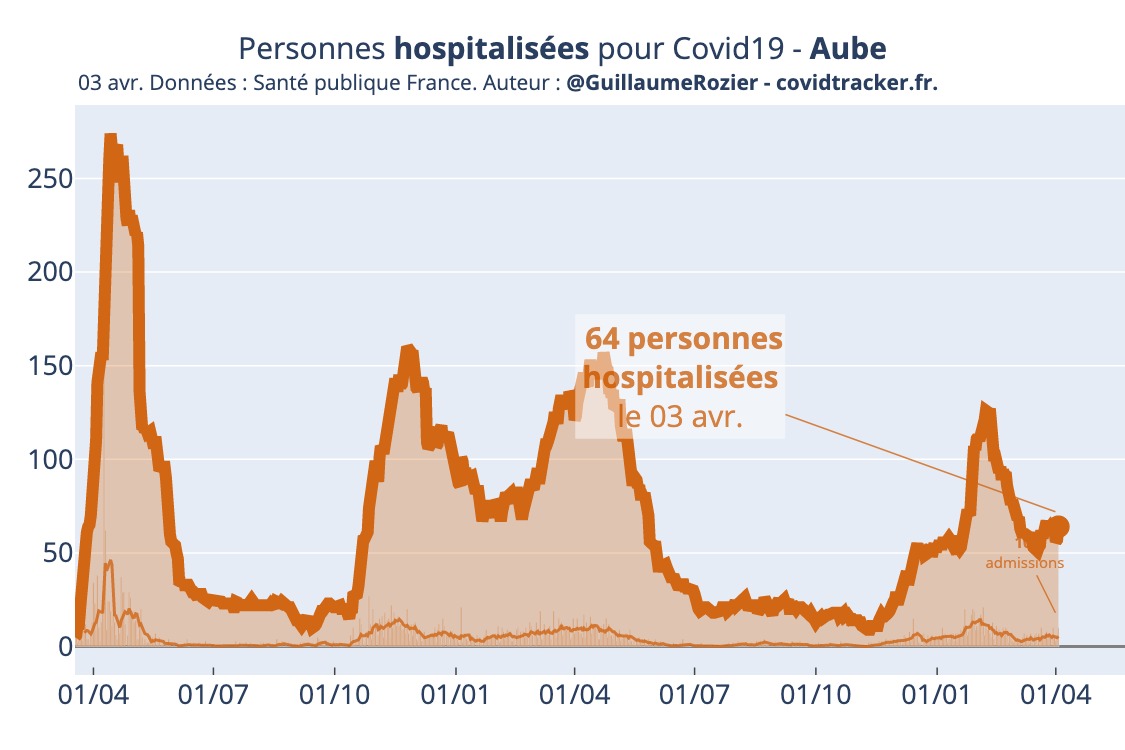 Personnes hospitalisées pour Covid19 - Aube
03 avr. Données : Santé publique France. Auteur : @GuillaumeRozier - covidtracker.fr.
250
200
150
100
50
0
64 personnes
hospitalisées
le 03 avr.
admissions
01/04 01/07 01/10 01/01 01/04 01/07 01/10 01/01 01/04